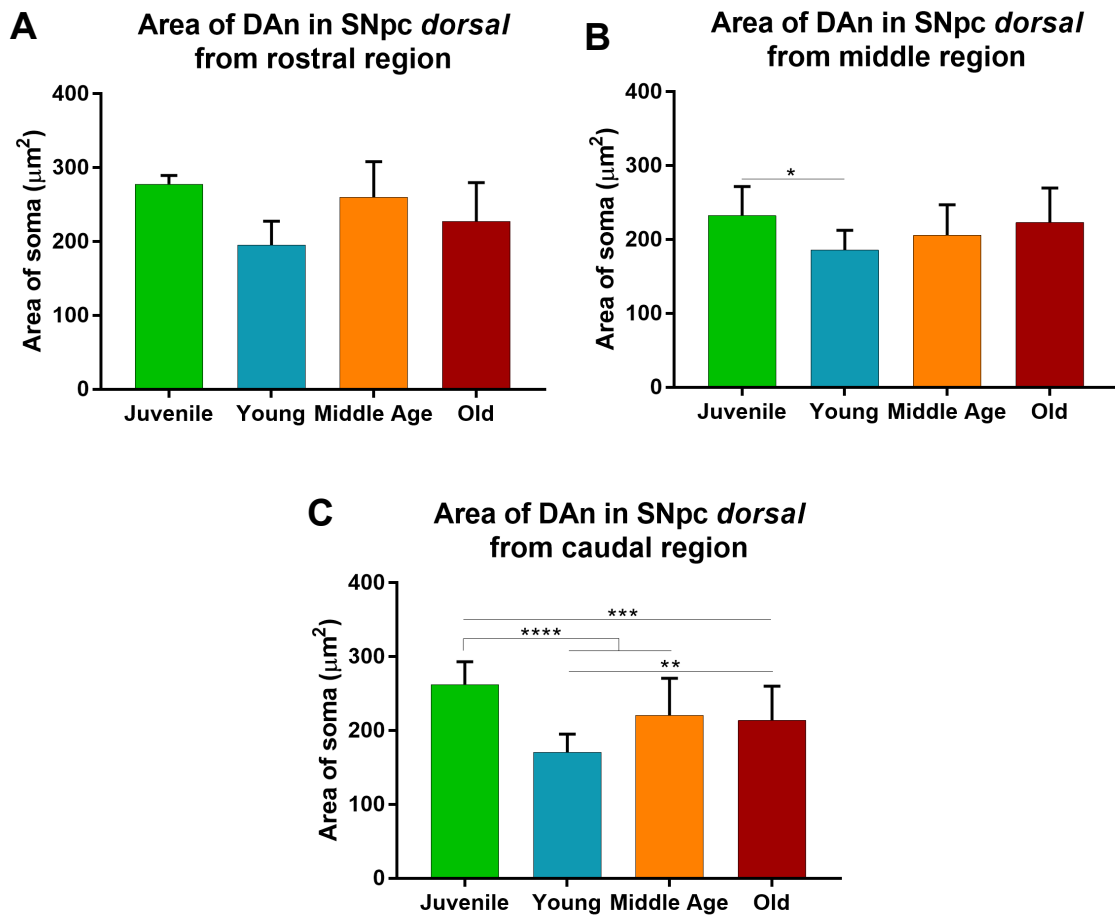 A
Area of DAn in SNpc dorsal
from rostral region
Area of soma (μm²)
400
300
200
100
0
Juvenile Young Middle Age Old
B
Area of DAn in SNpc dorsal
from middle region
Area of soma (μm²)
400
300
200
100
0
*
Juvenile Young Middle Age Old
C
Area of DAn in SNpc dorsal
from caudal region
Area of soma (μm²)
400
300
200
100
0
***
****
**
Juvenile Young Middle Age Old